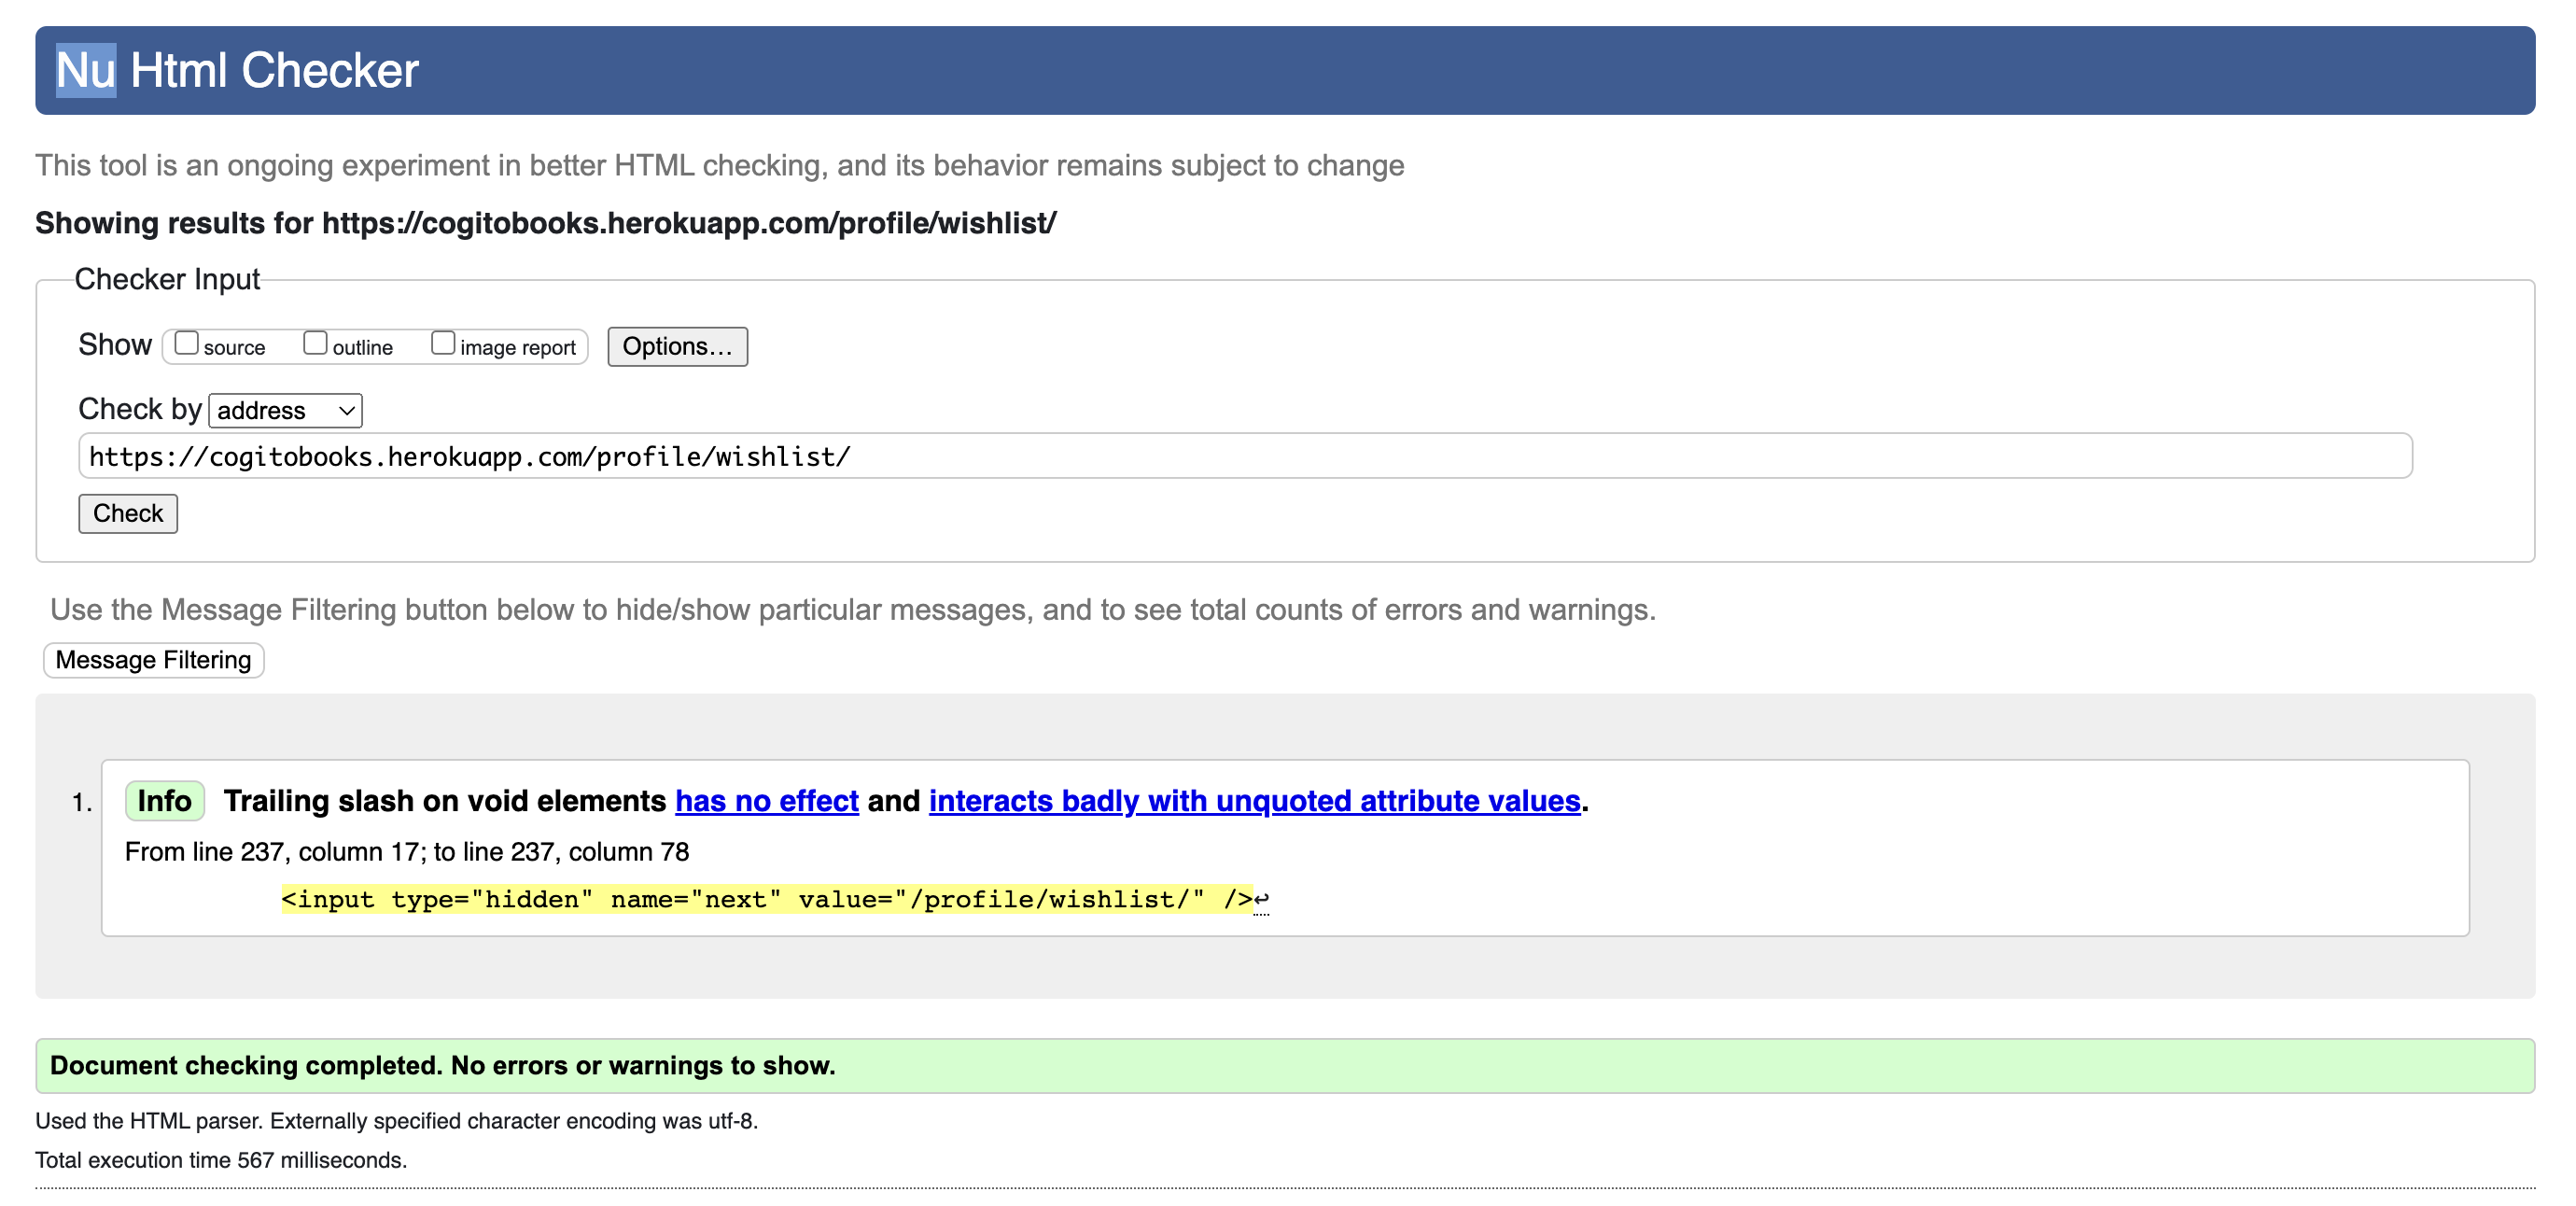 Nu Html Checker
This tool is an ongoing experiment in better HTML checking, and its behavior remains subject to change
Showing results for https://cogitobooks.herokuapp.com/profile/wishlist/
Checker Input
Show source outline image report Options...
Check by address
https://cogitobooks.herokuapp.com/profile/wishlist/
Check
Use the Message Filtering button below to hide/show particular messages, and to see total counts of errors and warnings.
Message Filtering
1. Info Trailing slash on void elements has no effect and interacts badly with unquoted attribute values.
From line 237, column 17; to line 237, column 78
<input type="hidden" name="next" value="/profile/wishlist/" />↩
Document checking completed. No errors or warnings to show.
Used the HTML parser. Externally specified character encoding was utf-8.
Total execution time 567 milliseconds.